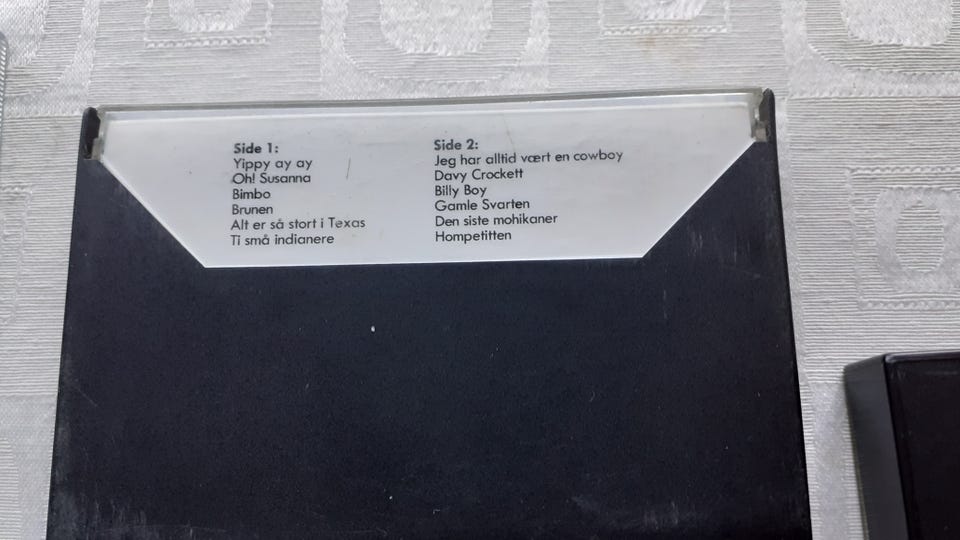 Side 1:
Yippy ay ay
Oh! Susanna
Bimbo
Brunen
Alt er så stort i Texas
Ti små indianere
Side 2:
Jeg har alltid vært en cowboy
Davy Crockett
Billy Boy
Gamle Svarten
Den siste mohikaner
Hompetitten